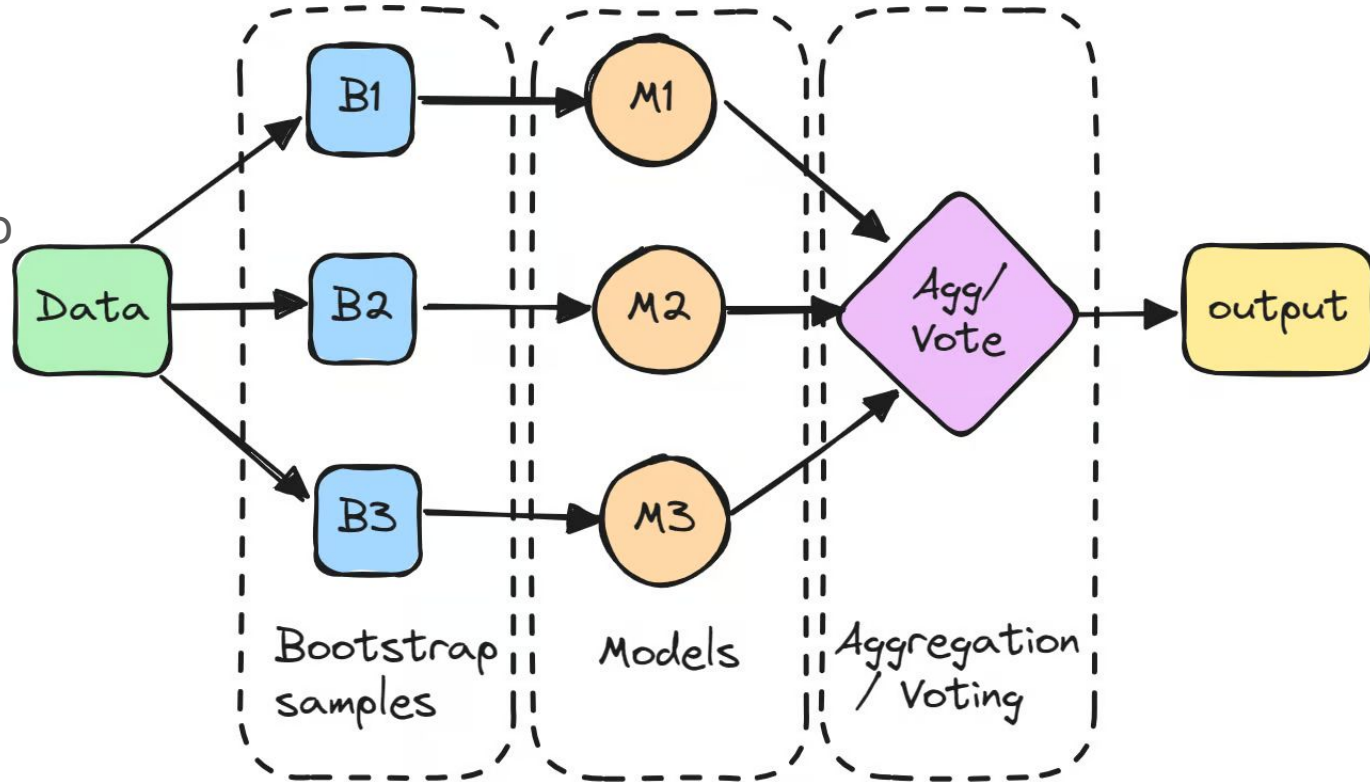 B1
M1
Data
B2
M2
Agg/
Vote
output
B3
M3
Bootstrap
samples
Models
Aggregation
/ Voting